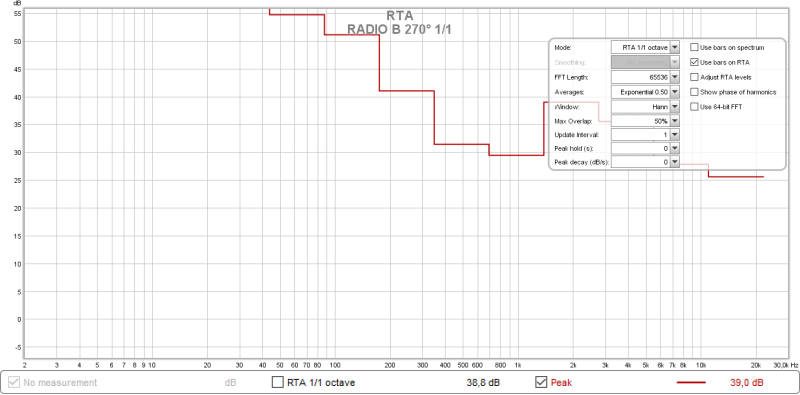 dB
RTA
RADIO B 270° 1/1
55
50
45
40
35
30
25
20
15
10
5
0
-5
Mode: RTA 1/1 octave Use bars on spectrum
Smoothing: Use bars on RTA
FFT Length: 65536 Adjust RTA levels
Averages: Exponential 0,50 Show phase of harmonics
Window: Hann Use 64-bit FFT
Max Overlap: 50%
Update Interval: 1
Peak hold (s): 0
Peak decay (dB/s): 0
2 3 4 5 6 7 8 9 10 20 30 40 50 60 80 100 200 300 400 500 600 800 1k 2k 3k 4k 5k 6k 7k 8k 10k 20k 30,0k Hz
No measurement dB RTA 1/1 octave 38,8 dB Peak 39,0 dB